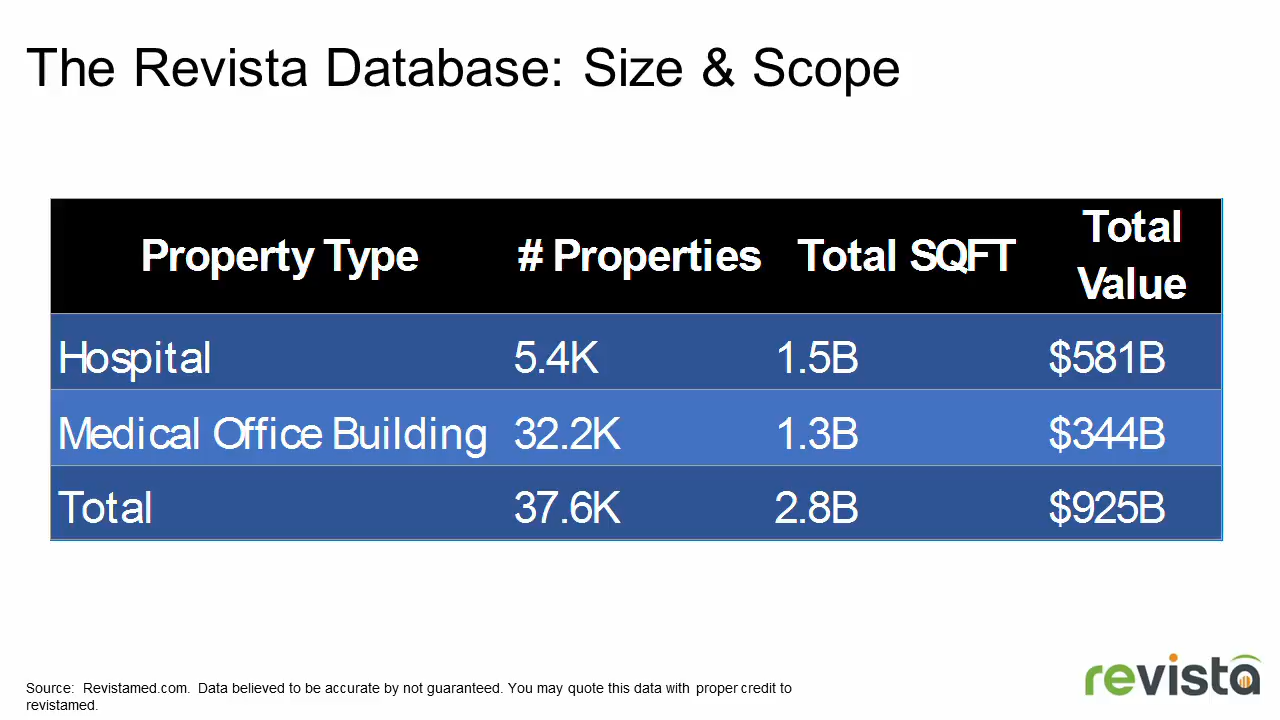 The Revista Database: Size & Scope
Property Type # Properties Total SQFT Total Value
Hospital 5.4K 1.5B $581B
Medical Office Building 32.2K 1.3B $344B
Total 37.6K 2.8B $925B
Source: Revistamed.com. Data believed to be accurate by not guaranteed. You may quote this data with proper credit to
revistamed.
revista